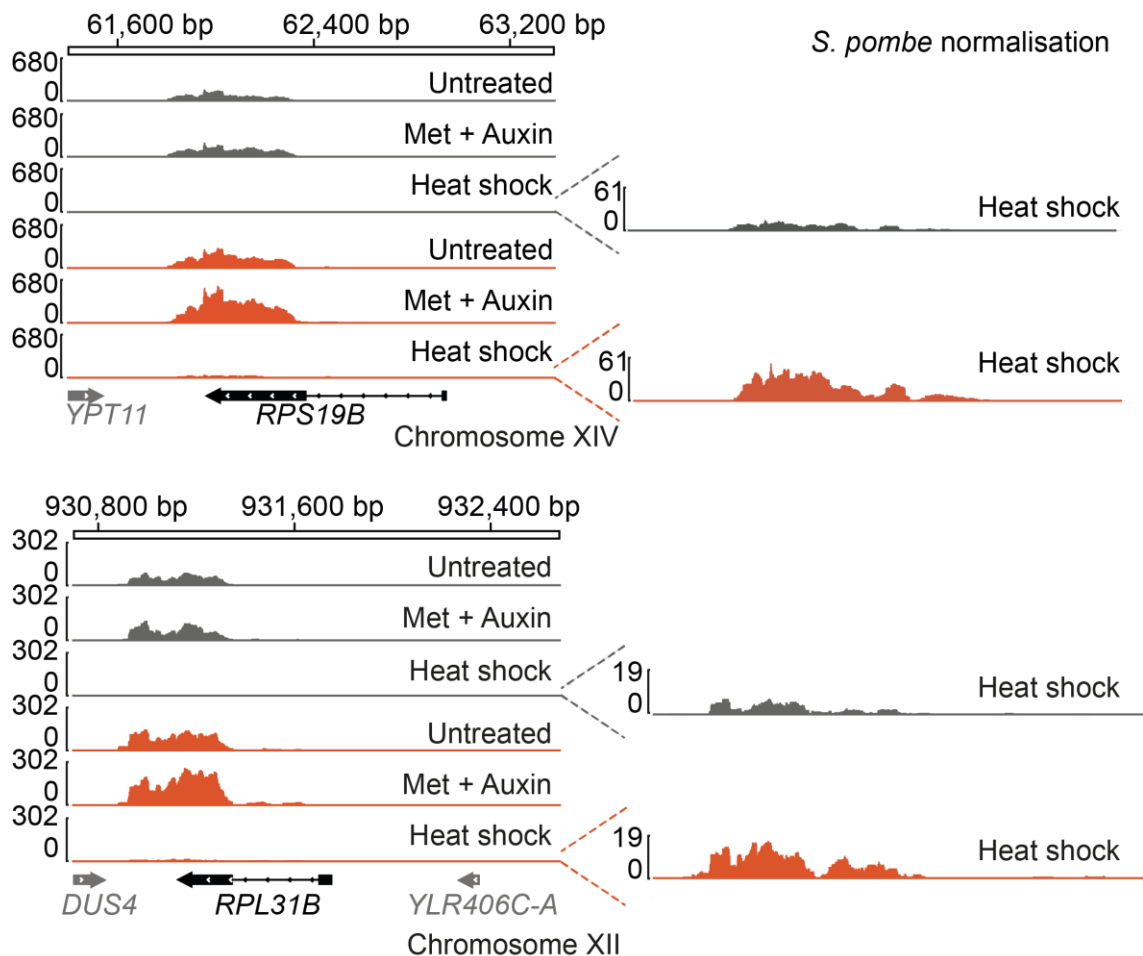 61,600 bp 62,400 bp 63,200 bp
S. pombe normalisation
680
0
Untreated
680
0
Met + Auxin
680
0
Heat shock
61
0
Heat shock
680
0
Untreated
680
0
Met + Auxin
680
0
Heat shock
61
0
Heat shock
YPT11 RPS19B
Chromosome XIV
930,800 bp 931,600 bp 932,400 bp
302
0
Untreated
302
0
Met + Auxin
302
0
Heat shock
19
0
Heat shock
302
0
Untreated
302
0
Met + Auxin
302
0
Heat shock
19
0
Heat shock
DUS4 RPL31B YLR406C-A
Chromosome XII